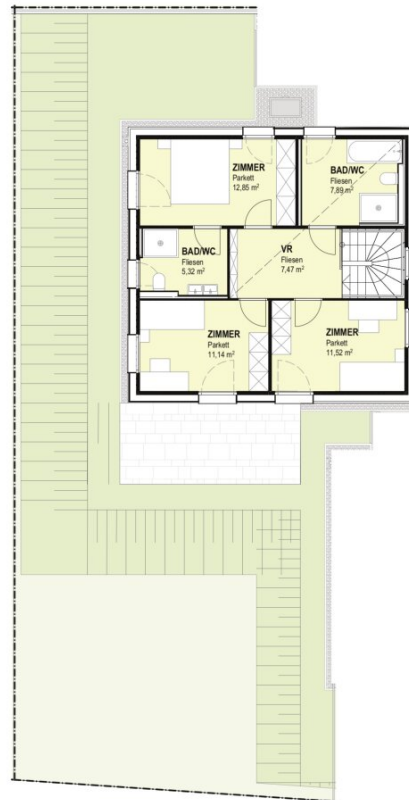 ZIMMER
Parkett
12,85 m²
BAD/WC
Fliesen
7,89 m²
BAD/WC
Fliesen
5,32 m²
VR
Fliesen
7,47 m²
ZIMMER
Parkett
11,14 m²
ZIMMER
Parkett
11,52 m²